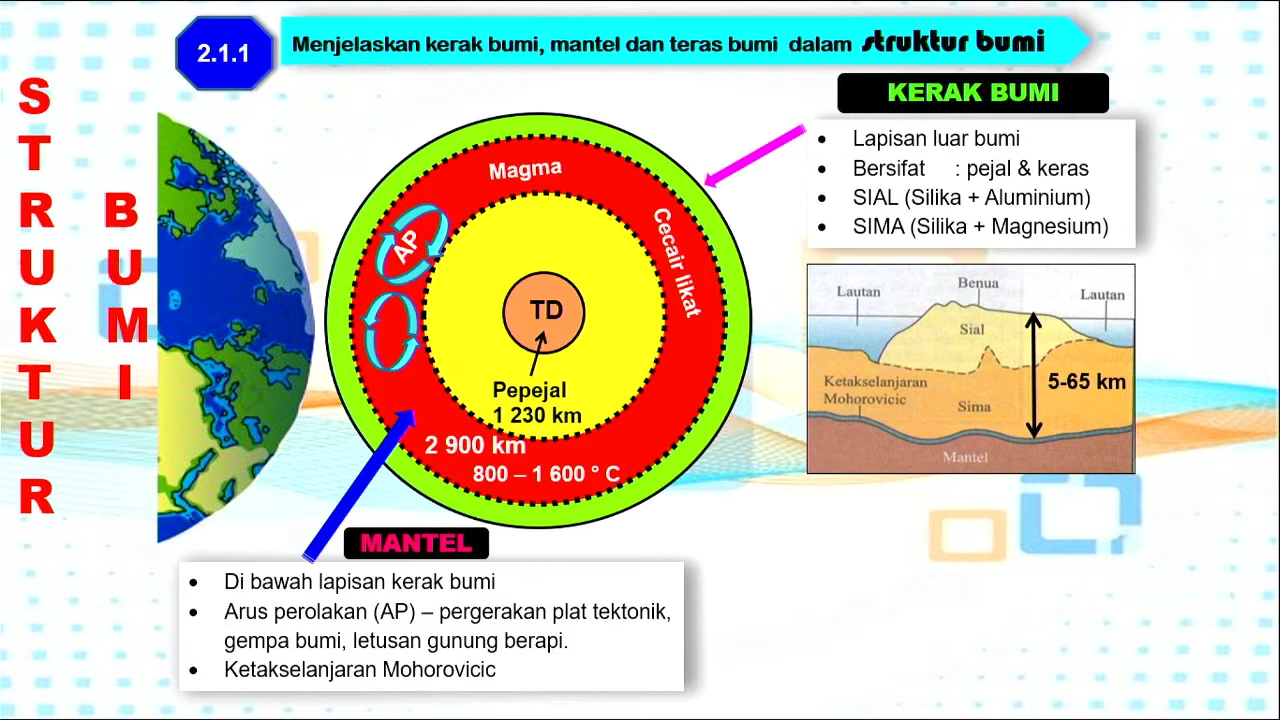 2.1.1
Menjelaskan kerak bumi, mantel dan teras bumi dalam struktur bumi
STRUKTUR
BUMI
KERAK BUMI
• Lapisan luar bumi
• Bersifat : pejal & keras
• SIAL (Silika + Aluminium)
• SIMA (Silika + Magnesium)
Magma
Cecair likat
AP
TD
Pepejal
1 230 km
2 900 km
800 – 1 600 ° C
Lautan
Benua
Lautan
Sial
5-65 km
Ketakselanjaran
Mohorovicic
Sima
Mantel
MANTEL
• Di bawah lapisan kerak bumi
• Arus perolakan (AP) – pergerakan plat tektonik,
gempa bumi, letusan gunung berapi.
• Ketakselanjaran Mohorovicic